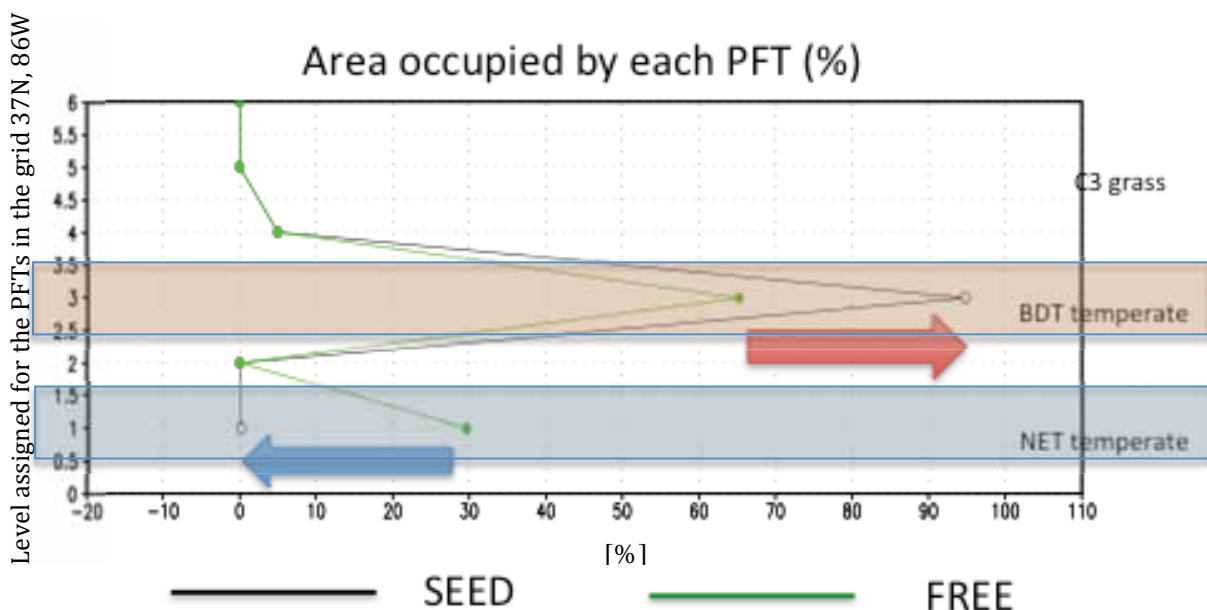 Level assigned for the PFTs in the grid 37N, 86W
Area occupied by each PFT (%)
6
5.5
5
4.5
4
3.5
3
2.5
2
1.5
1
0.5
0
C3 grass
BDT temperate
NET temperate
-20 -10 0 10 20 30 40 50 60 70 80 90 100 110
[%]
SEED FREE